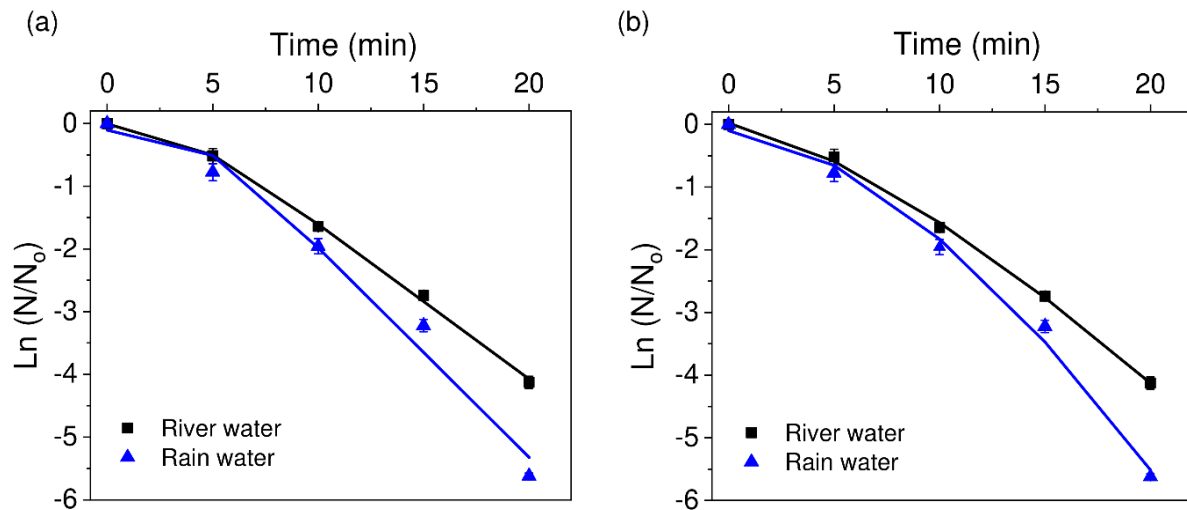 (a)
Time (min)
0 5 10 15 20
0
-1
-2
-3
-4
-5
-6
Ln (N/No)
River water
Rain water
(b)
Time (min)
0 5 10 15 20
0
-1
-2
-3
-4
-5
-6
Ln (N/No)
River water
Rain water